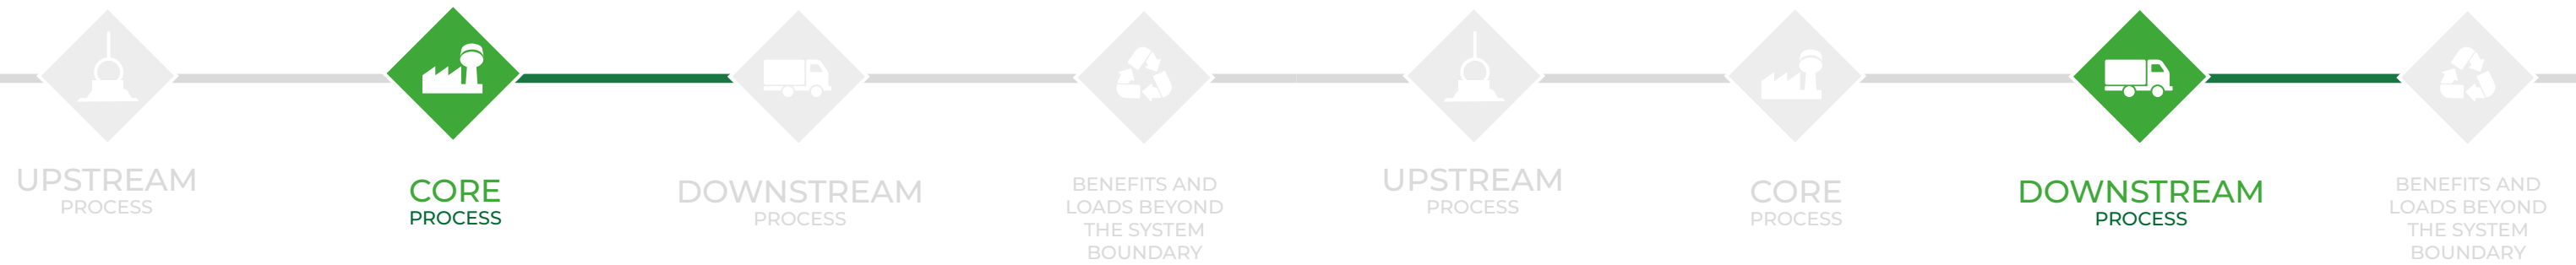 UPSTREAM
PROCESS
CORE
PROCESS
DOWNSTREAM
PROCESS
BENEFITS AND
LOADS BEYOND
THE SYSTEM
BOUNDARY
UPSTREAM
PROCESS
CORE
PROCESS
DOWNSTREAM
PROCESS
BENEFITS AND
LOADS BEYOND
THE SYSTEM
BOUNDARY